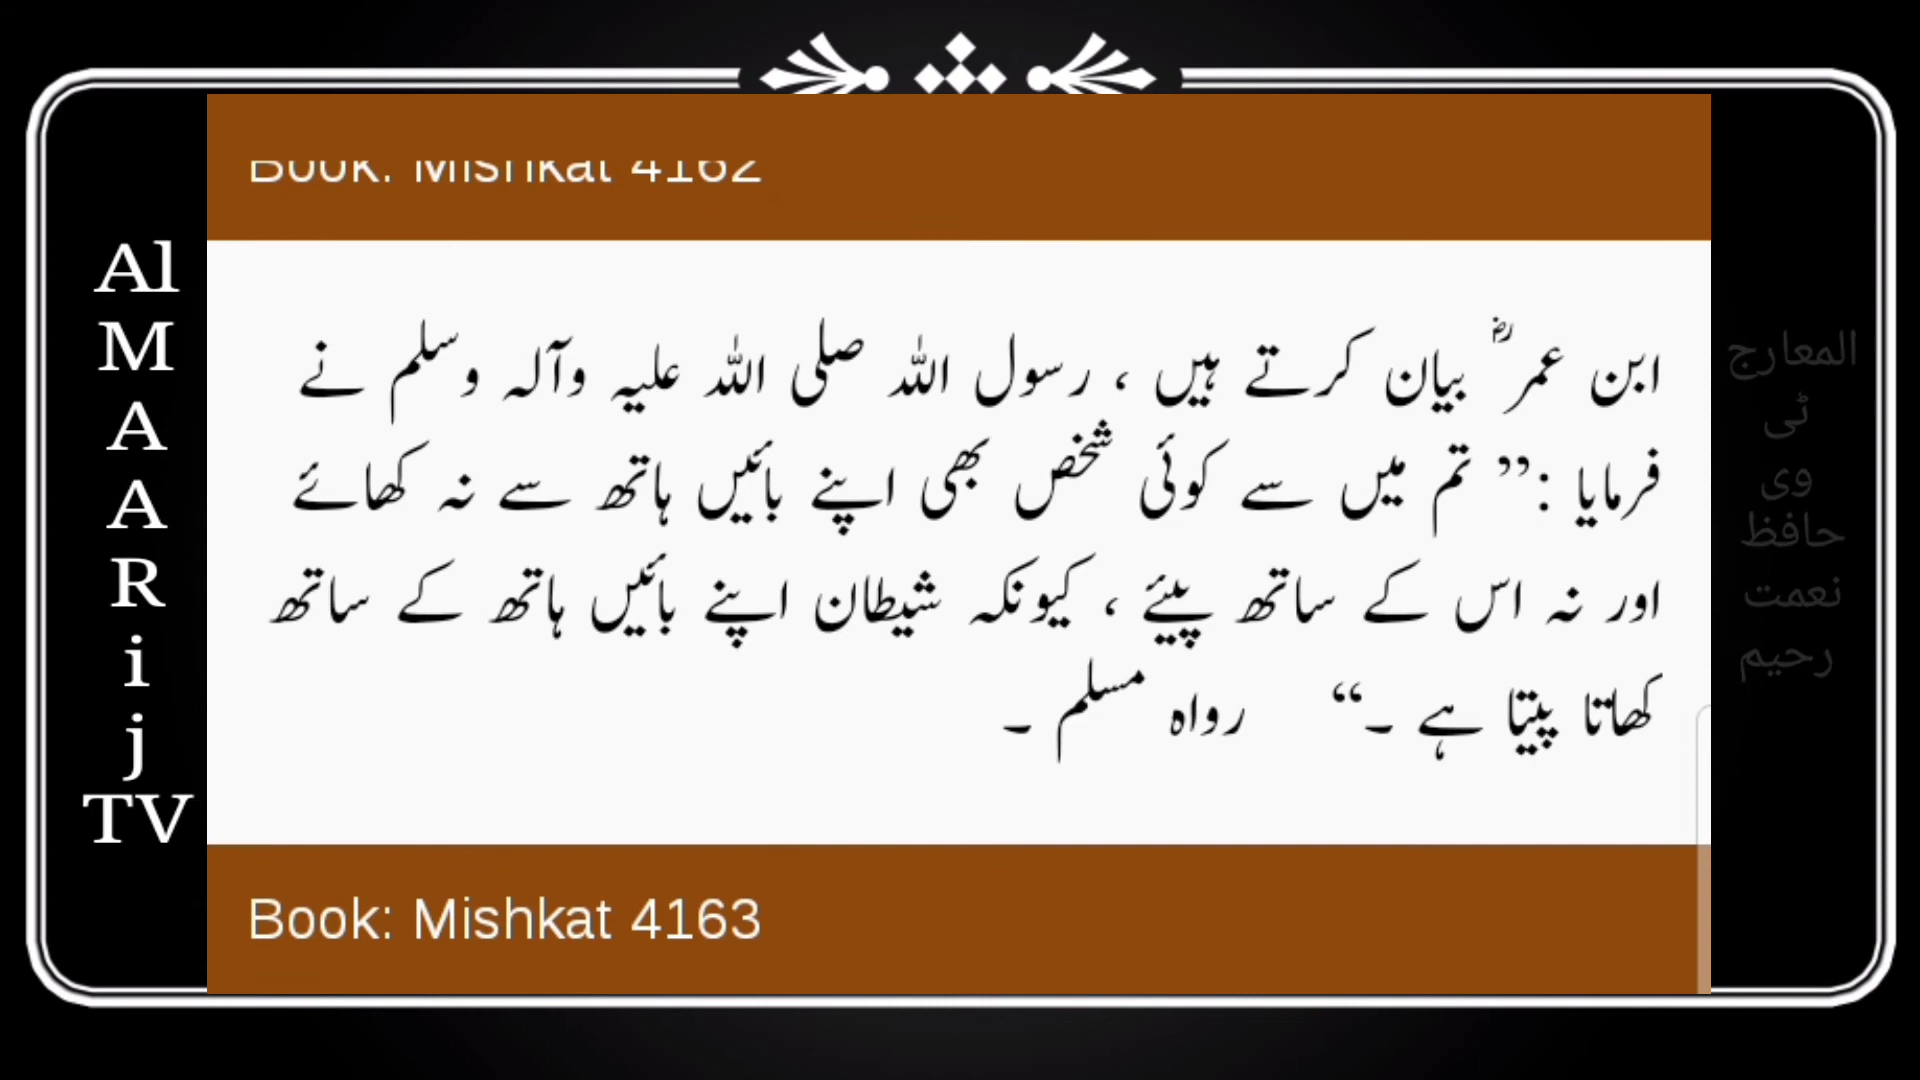 Book: Mishkat 4162
ابن عمرؓ بیان کرتے ہیں ، رسول اللہ صلی اللہ علیہ وآلہ وسلم نے
فرمایا :’’ تم میں سے کوئی شخص بھی اپنے بائیں ہاتھ سے نہ کھائے
اور نہ اس کے ساتھ پیئے ، کیونکہ شیطان اپنے بائیں ہاتھ کے ساتھ
کھاتا پیتا ہے ۔‘‘ رواہ مسلم ۔
Book: Mishkat 4163
Al
M
A
A
R
i
j
TV
المعارج
ٹی
وی
حافظ
نعمت
رحیم